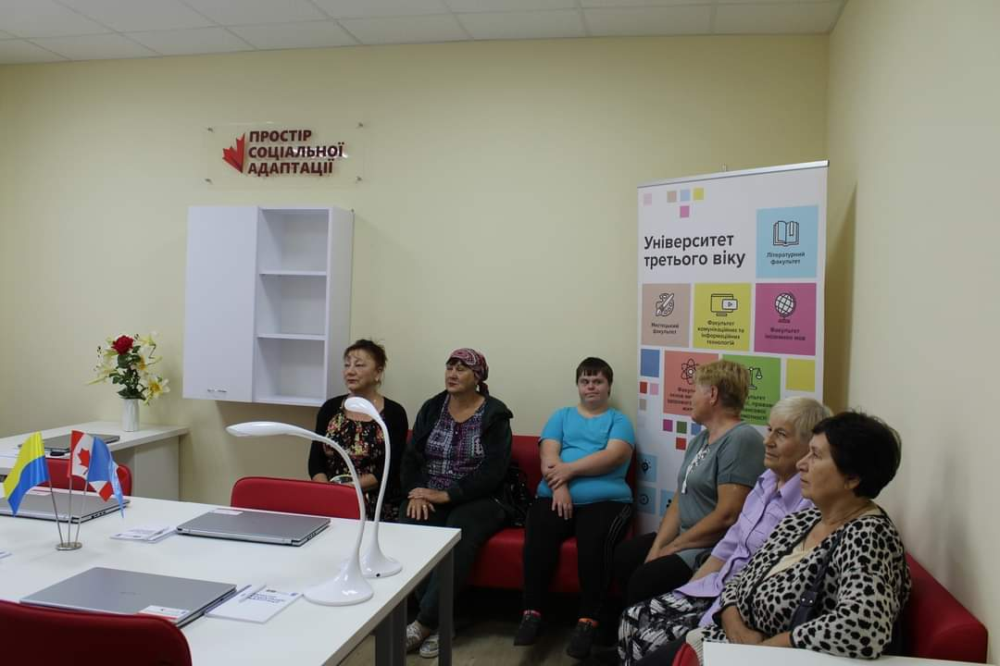 ПРОСТІР
СОЦІАЛЬНОЇ
АДАПТАЦІЇ
Університет
третього віку
Літературний
факультет
Мистецький
факультет
Факультет
комунікаційних та
інформаційних
технологій
Факультет
іноземних мов